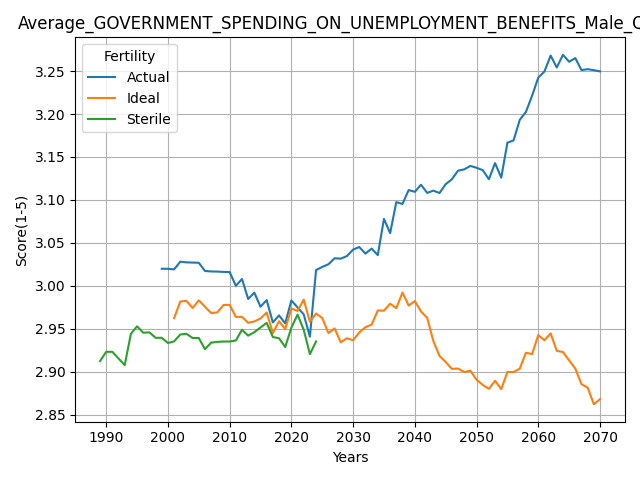 Average_GOVERNMENT_SPENDING_ON_UNEMPLOYMENT_BENEFITS_Male_
Fertility
Actual
Ideal
Sterile
Score(1-5)
3.25
3.20
3.15
3.10
3.05
3.00
2.95
2.90
2.85
1990 2000 2010 2020 2030 2040 2050 2060 2070
Years